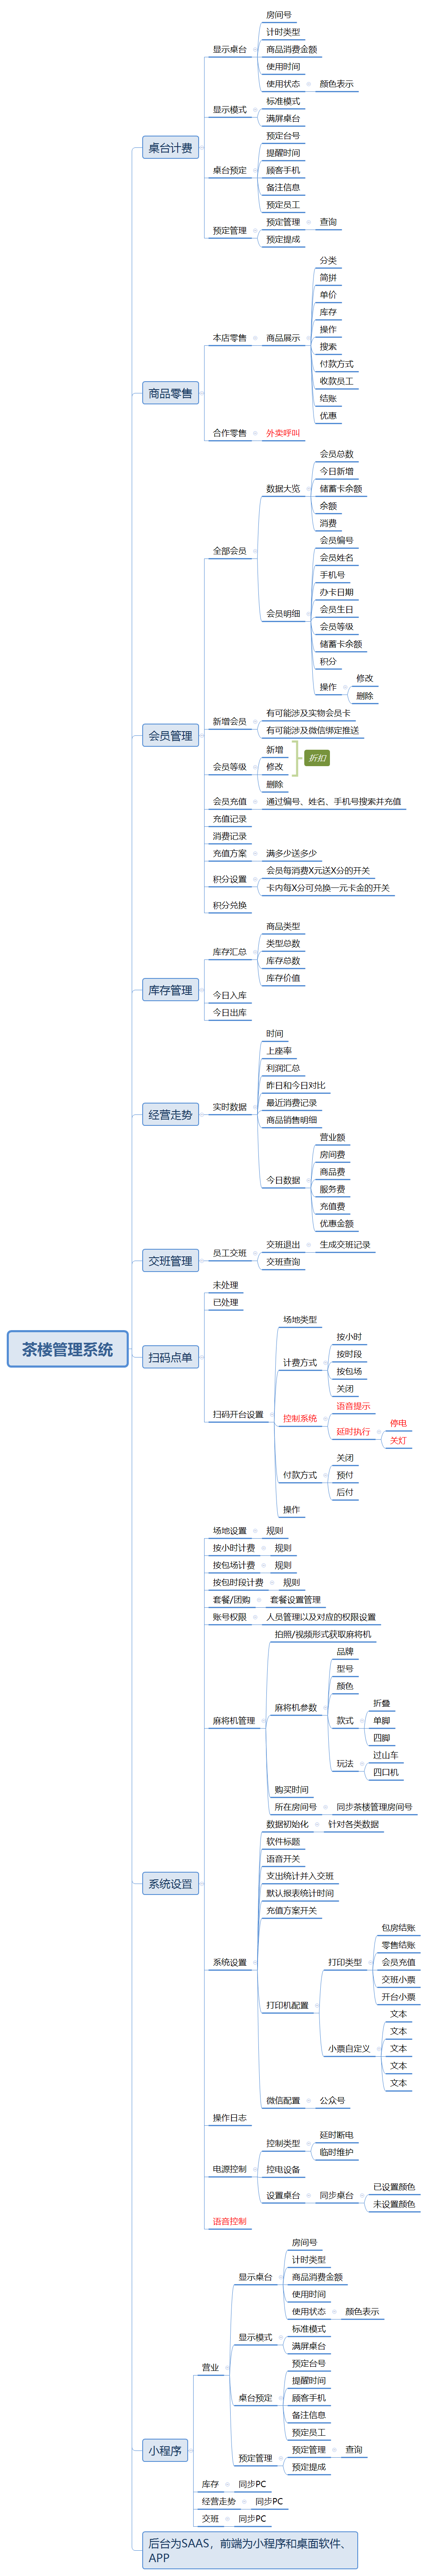 茶楼管理系统
桌台计费
显示桌台
房间号
计时类型
商品消费金额
使用时间
使用状态
颜色表示
显示模式
标准模式
满屏桌台
桌台预定
预定台号
提醒时间
顾客手机
备注信息
预定员工
预定管理
预定管理
查询
预定提成
商品零售
本店零售
商品展示
分类
简拼
单价
库存
操作
搜索
付款方式
收款员工
结账
优惠
合作零售
外卖呼叫
会员管理
全部会员
数据大览
会员总数
今日新增
储蓄卡余额
余额
消费
会员明细
会员编号
会员姓名
手机号
办卡日期
会员生日
会员等级
储蓄卡余额
积分
操作
修改
删除
新增会员
有可能涉及实物会员卡
有可能涉及微信绑定推送
会员等级
新增
修改
删除
折扣
会员充值
通过编号、姓名、手机号搜索并充值
充值记录
消费记录
充值方案
满多少送多少
积分设置
会员每消费X元送X分的开关
卡内每X分可兑换一元卡金的开关
积分兑换
库存管理
库存汇总
商品类型
类型总数
库存总数
库存价值
今日入库
今日出库
经营走势
实时数据
时间
上座率
利润汇总
昨日和今日对比
最近消费记录
商品销售明细
今日数据
营业额
房间费
商品费
服务费
充值费
优惠金额
交班管理
员工交班
交班退出
生成交班记录
交班查询
扫码点单
未处理
已处理
扫码开台设置
场地类型
计费方式
按小时
按时段
按包场
关闭
控制系统
语音提示
延时执行
停电
关灯
付款方式
关闭
预付
后付
操作
系统设置
场地设置
规则
按小时计费
规则
按包场计费
规则
按包时段计费
规则
套餐/团购
套餐设置管理
账号权限
人员管理以及对应的权限设置
麻将机管理
拍照/视频形式获取麻将机
麻将机参数
品牌
型号
颜色
款式
折叠
单脚
四脚
玩法
过山车
四口机
购买时间
所在房间号
同步茶楼管理房间号
系统设置
数据初始化
针对各类数据
软件标题
语音开关
支出统计并入交班
默认报表统计时间
充值方案开关
打印机配置
打印类型
包房结账
零售结账
会员充值
交班小票
开台小票
小票自定义
文本
文本
文本
文本
文本
微信配置
公众号
操作日志
电源控制
控制类型
延时断电
临时维护
控电设备
设置桌台
同步桌台
已设置颜色
未设置颜色
语音控制
小程序
营业
显示桌台
房间号
计时类型
商品消费金额
使用时间
使用状态
颜色表示
显示模式
标准模式
满屏桌台
桌台预定
预定台号
提醒时间
顾客手机
备注信息
预定员工
预定管理
预定管理
查询
预定提成
库存
同步PC
经营走势
同步PC
交班
同步PC
后台为SAAS，前端为小程序和桌面软件、
APP